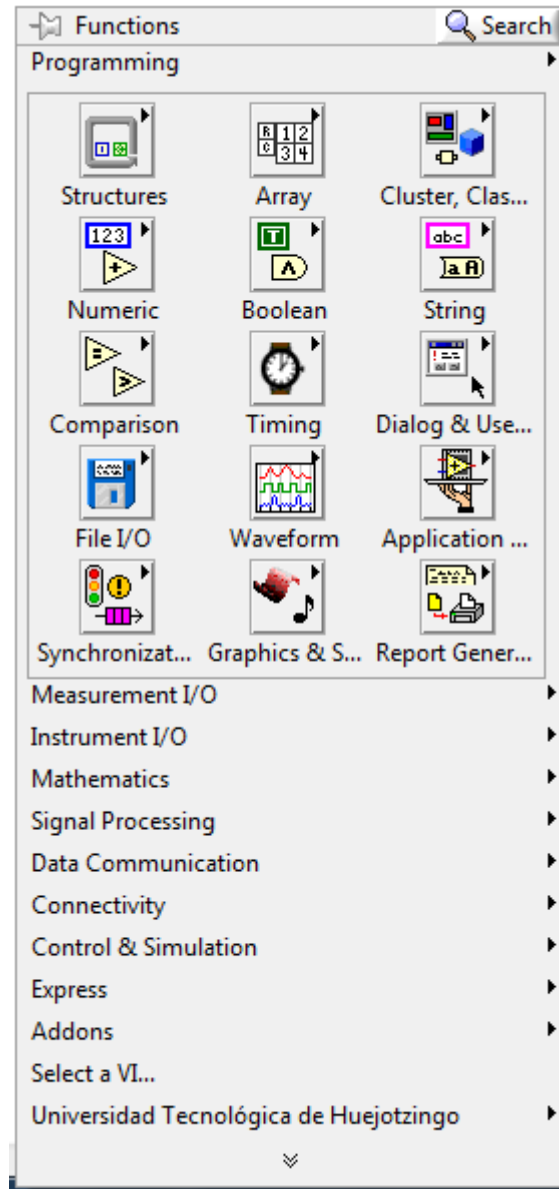 Functions Search
Programming
Structures Array Cluster, Clas...
123
abc
Numeric Boolean String
Comparison Timing Dialog & Use...
File I/O Waveform Application ...
Synchronizat... Graphics & S... Report Gener...
Measurement I/O
Instrument I/O
Mathematics
Signal Processing
Data Communication
Connectivity
Control & Simulation
Express
Addons
Select a VI...
Universidad Tecnológica de Huejotzingo